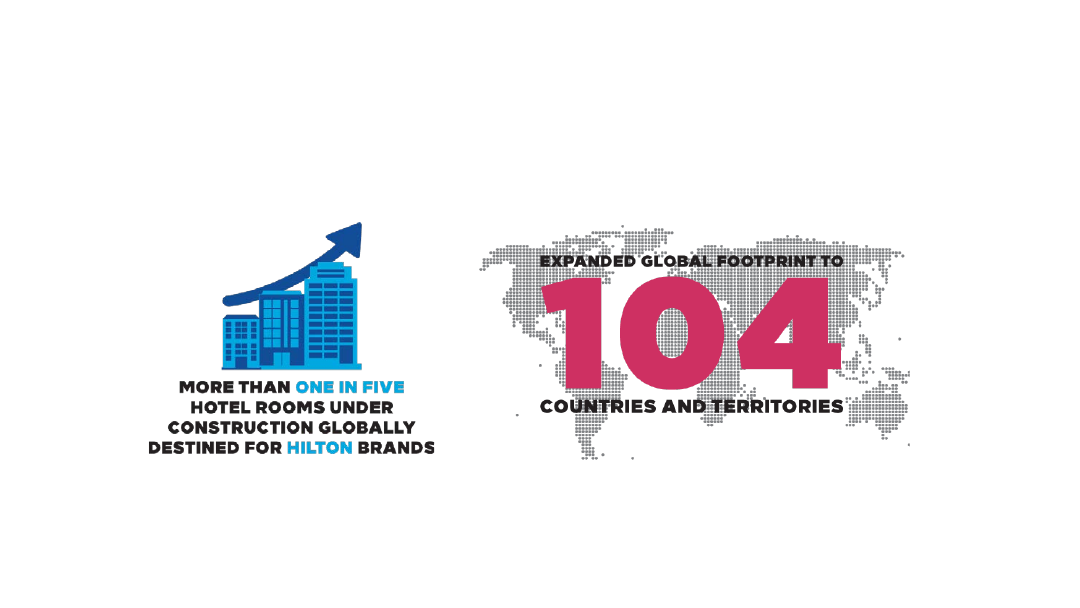 MORE THAN ONE IN FIVE
HOTEL ROOMS UNDER
CONSTRUCTION GLOBALLY
DESTINED FOR HILTON BRANDS
EXPANDED GLOBAL FOOTPRINT TO
104
COUNTRIES AND TERRITORIES